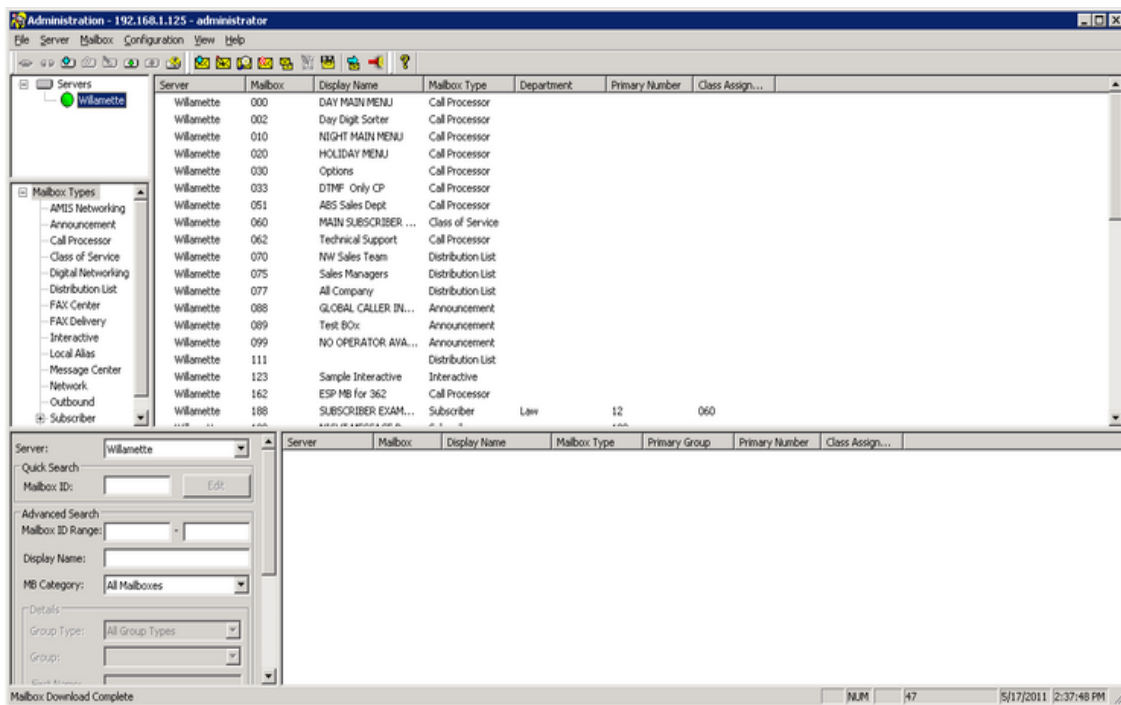 Administration - 192.168.1.125 - administrator
File Server Mailbox Configuration View Help
Servers
Willamette
Mailbox Types
AMIS Networking
Announcement
Call Processor
Class of Service
Digital Networking
Distribution List
FAX Center
FAX Delivery
Interactive
Local Alias
Message Center
Network
Outbound
Subscriber
Server Mailbox Display Name Mailbox Type Department Primary Number Class Assign...
Willamette 000 DAY MAIN MENU Call Processor
Willamette 002 Day Digit Sorter Call Processor
Willamette 010 NIGHT MAIN MENU Call Processor
Willamette 020 HOLIDAY MENU Call Processor
Willamette 030 Options Call Processor
Willamette 033 DTMF Only CP Call Processor
Willamette 051 ABS Sales Dept Call Processor
Willamette 060 MAIN SUBSCRIBER ... Class of Service
Willamette 062 Technical Support Call Processor
Willamette 070 NW Sales Team Distribution List
Willamette 075 Sales Managers Distribution List
Willamette 077 All Company Distribution List
Willamette 088 GLOBAL CALLER IN... Announcement
Willamette 089 Test BOx Announcement
Willamette 099 NO OPERATOR AVA... Announcement
Willamette 111 Distribution List
Willamette 123 Sample Interactive Interactive
Willamette 162 ESP MB for 362 Call Processor
Willamette 188 SUBSCRIBER EXAM... Subscriber Law 12 060
Server: Willamette
Quick Search
Mailbox ID: Edit
Advanced Search
Mailbox ID Range: -
Display Name:
MB Category: All Mailboxes
Details
Group Type: All Group Types
Group:
Server Mailbox Display Name Mailbox Type Primary Group Primary Number Class Assign...
Mailbox Download Complete NUM 47 5/17/2011 2:37:48 PM